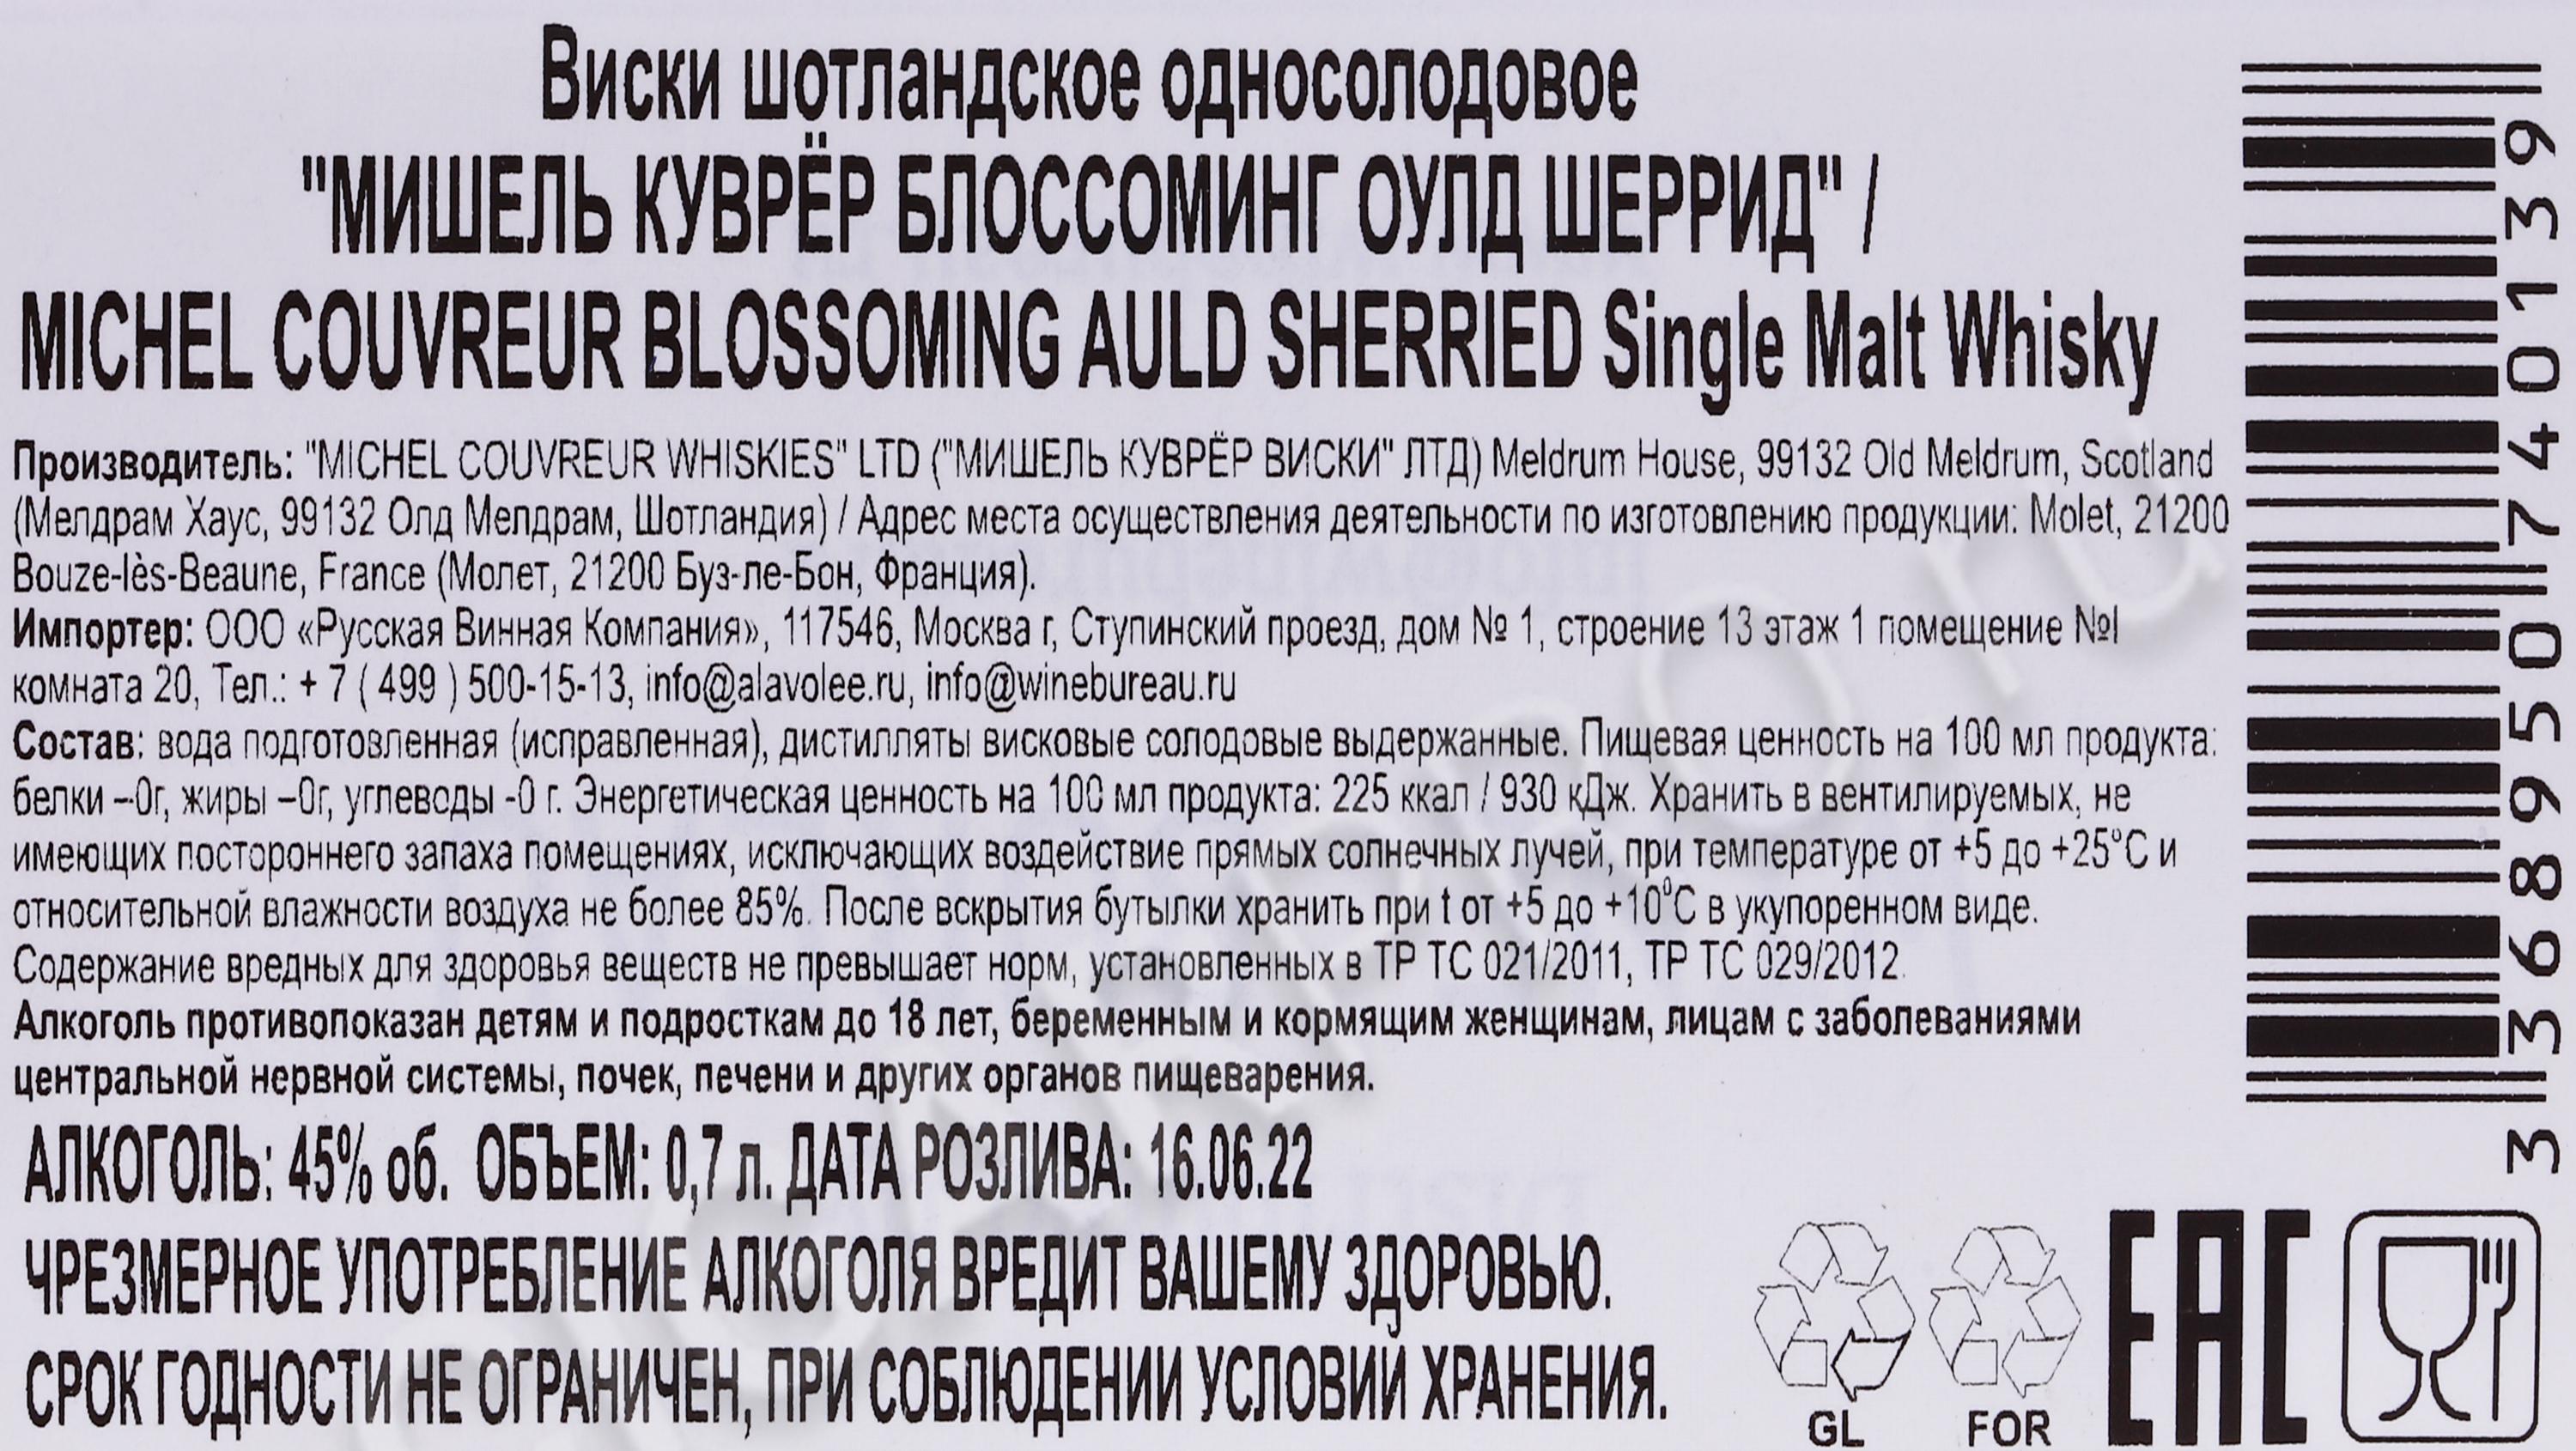 Виски шотландское односолодовое
"МИШЕЛЬ КУВРЁР БЛОССОМИНГ ОУЛД ШЕРРИД" /
MICHEL COUVREUR BLOSSOMING AULD SHERRIED Single Malt Whisky
Производитель: "MICHEL COUVREUR WHISKIES" LTD ("МИШЕЛЬ КУВРЁР ВИСКИ" ЛТД) Meldrum House, 99132 Old Meldrum, Scotland
(Мелдрам Хаус, 99132 Олд Мелдрам, Шотландия) / Адрес места осуществления деятельности по изготовлению продукции: Molet, 21200
Bouze-lès-Beaune, France (Молет, 21200 Буз-ле-Бон, Франция).
Импортер: ООО «Русская Винная Компания», 117546, Москва г, Ступинский проезд, дом № 1, строение 13 этаж 1 помещение №I
комната 20, Тел.: + 7 ( 499 ) 500-15-13, info@alavolee.ru, info@winebureau.ru
Состав: вода подготовленная (исправленная), дистилляты висковые солодовые выдержанные. Пищевая ценность на 100 мл продукта:
белки –0г, жиры –0г, углеводы -0 г. Энергетическая ценность на 100 мл продукта: 225 ккал / 930 кДж. Хранить в вентилируемых, не
имеющих постороннего запаха помещениях, исключающих воздействие прямых солнечных лучей, при температуре от +5 до +25°С и
относительной влажности воздуха не более 85%. После вскрытия бутылки хранить при t от +5 до +10⁰С в укупоренном виде.
Содержание вредных для здоровья веществ не превышает норм, установленных в ТР ТС 021/2011, ТР ТС 029/2012.
Алкоголь противопоказан детям и подросткам до 18 лет, беременным и кормящим женщинам, лицам с заболеваниями
центральной нервной системы, почек, печени и других органов пищеварения.
АЛКОГОЛЬ: 45% об. ОБЪЕМ: 0,7 л. ДАТА РОЗЛИВА: 16.06.22
ЧРЕЗМЕРНОЕ УПОТРЕБЛЕНИЕ АЛКОГОЛЯ ВРЕДИТ ВАШЕМУ ЗДОРОВЬЮ.
СРОК ГОДНОСТИ НЕ ОГРАНИЧЕН, ПРИ СОБЛЮДЕНИИ УСЛОВИЙ ХРАНЕНИЯ.
GL FOR
EAC
3 368950 740139